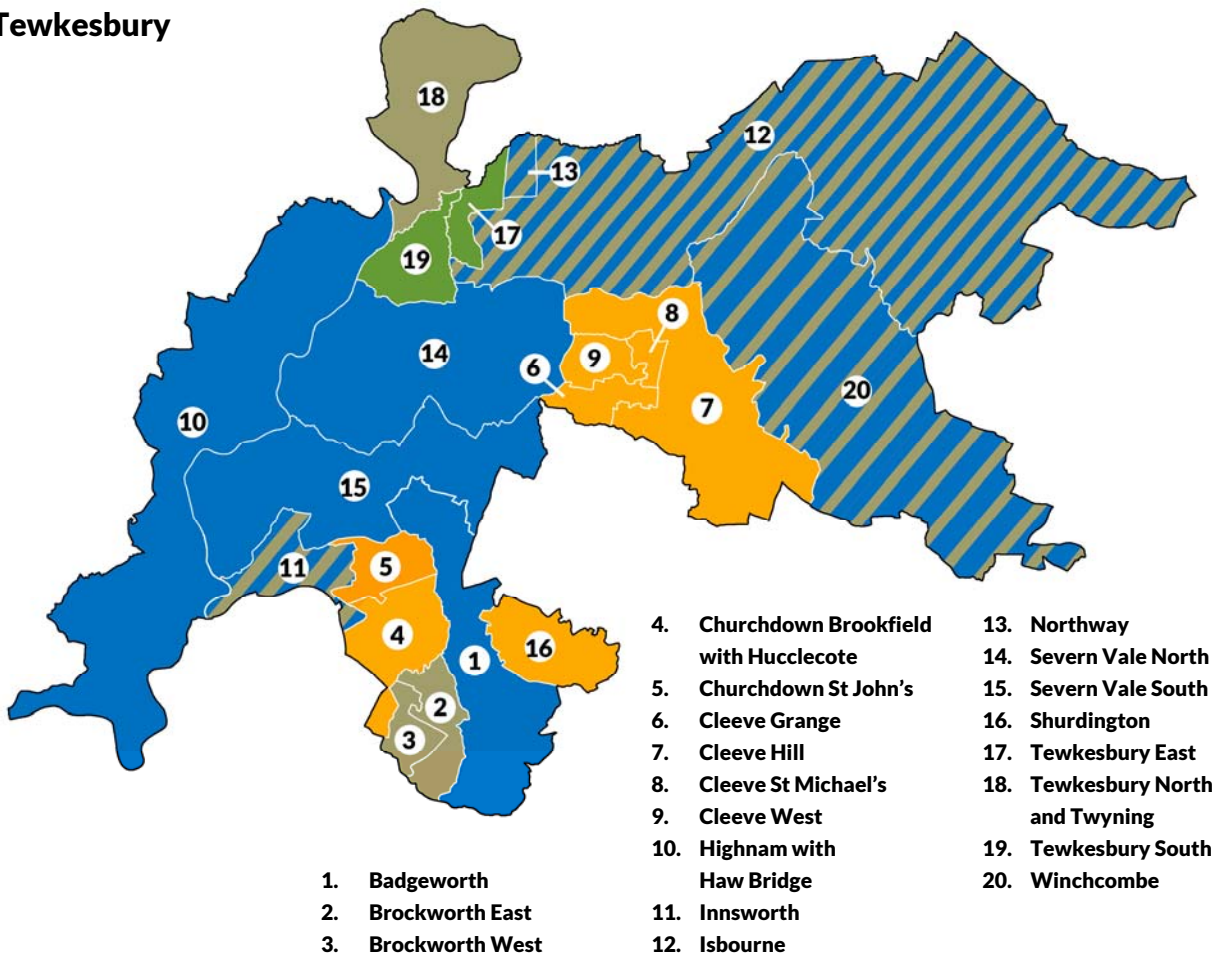 Tewkesbury
18
12
13
17
19
14
8
9
6
7
20
10
15
11
5
4
1
16
2
3
1. Badgeworth
2. Brockworth East
3. Brockworth West
4. Churchdown Brookfield
with Hucclecote
5. Churchdown St John’s
6. Cleeve Grange
7. Cleeve Hill
8. Cleeve St Michael’s
9. Cleeve West
10. Highnam with
Haw Bridge
11. Innsworth
12. Isbourne
13. Northway
14. Severn Vale North
15. Severn Vale South
16. Shurdington
17. Tewkesbury East
18. Tewkesbury North
and Twyning
19. Tewkesbury South
20. Winchcombe